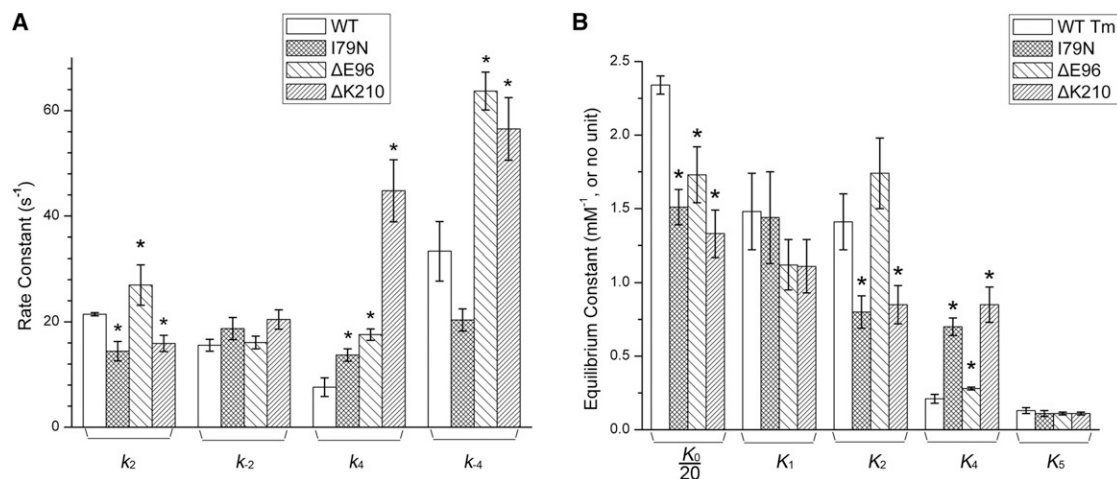 A
WT
I79N
ΔE96
ΔK210
Rate Constant (s⁻¹)
60
40
20
0
*
*
*
*
*
*
*
*
k₂
k₋₂
k₄
k₋₄
B
WT Tm
I79N
ΔE96
ΔK210
Equilibrium Constant (mM⁻¹, or no unit)
2.5
2.0
1.5
1.0
0.5
0.0
*
*
*
*
*
*
*
*
K₀
20
K₁
K₂
K₄
K₅